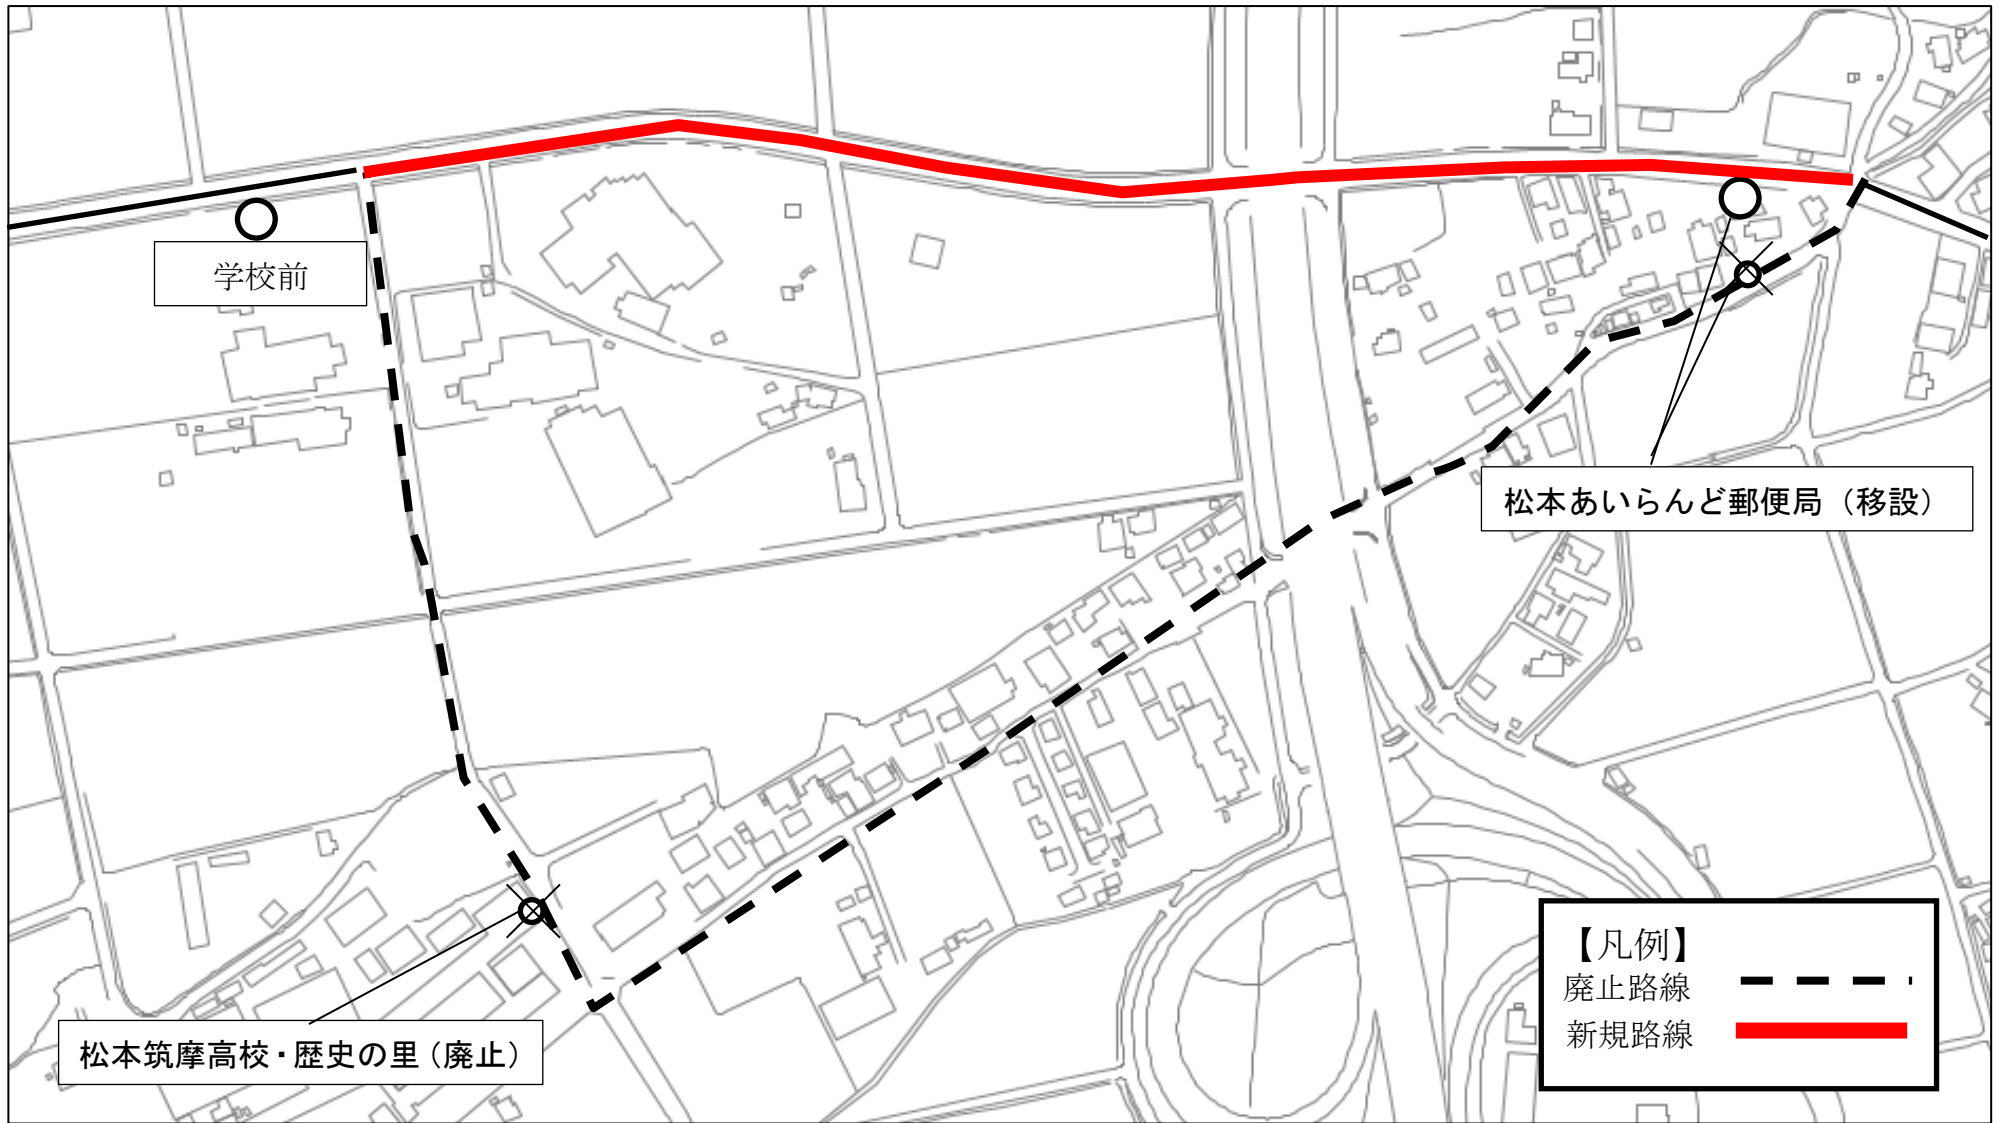 学校前
松本あいらんど郵便局（移設）
松本筑摩高校・歴史の里（廃止）
【凡例】
廃止路線
新規路線